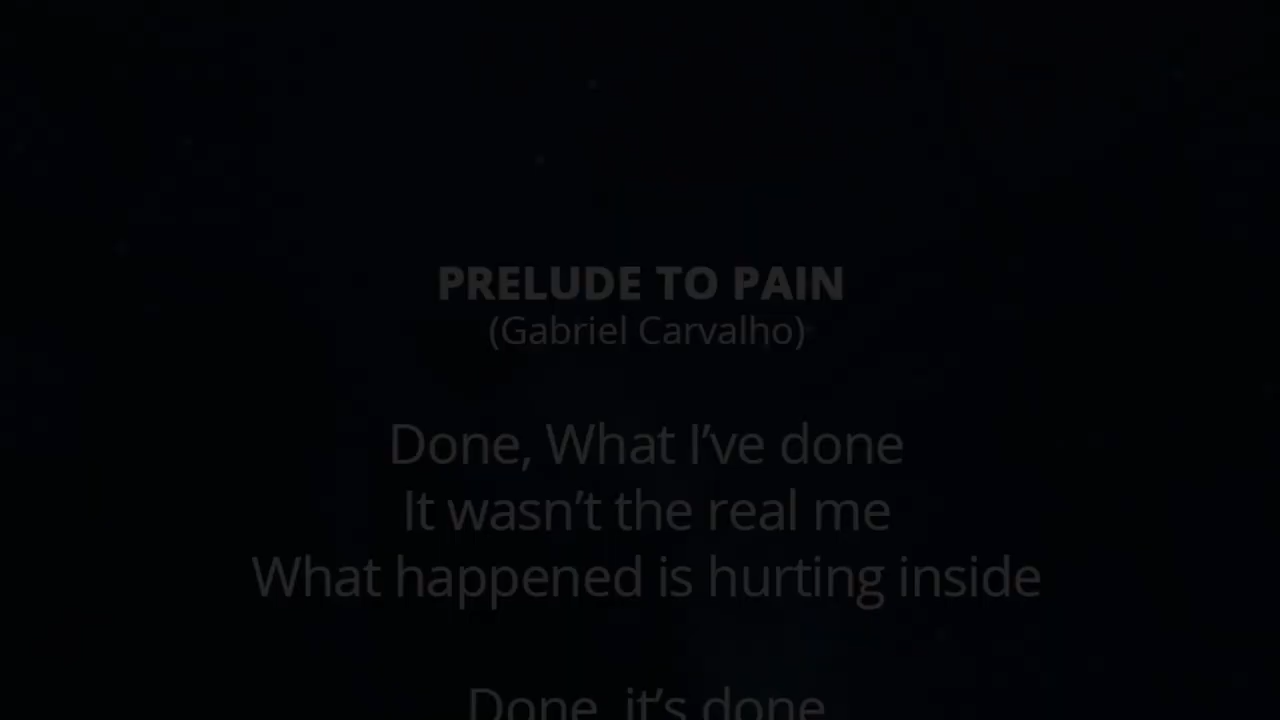 PRELUDE TO PAIN
(Gabriel Carvalho)
Done, What I’ve done
It wasn’t the real me
What happened is hurting inside
Done, it’s done